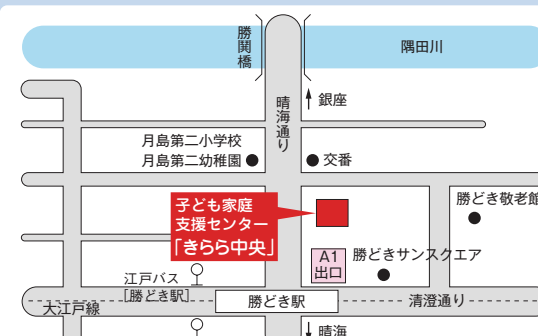 勝鬨橋
隅田川
銀座
晴海通り
月島第二小学校
月島第二幼稚園
交番
子ども家庭
支援センター
「きらら中央」
勝どき敬老館
A1
出口
勝どきサンスクエア
江戸バス
[勝どき駅]
大江戸線
勝どき駅
清澄通り
晴海